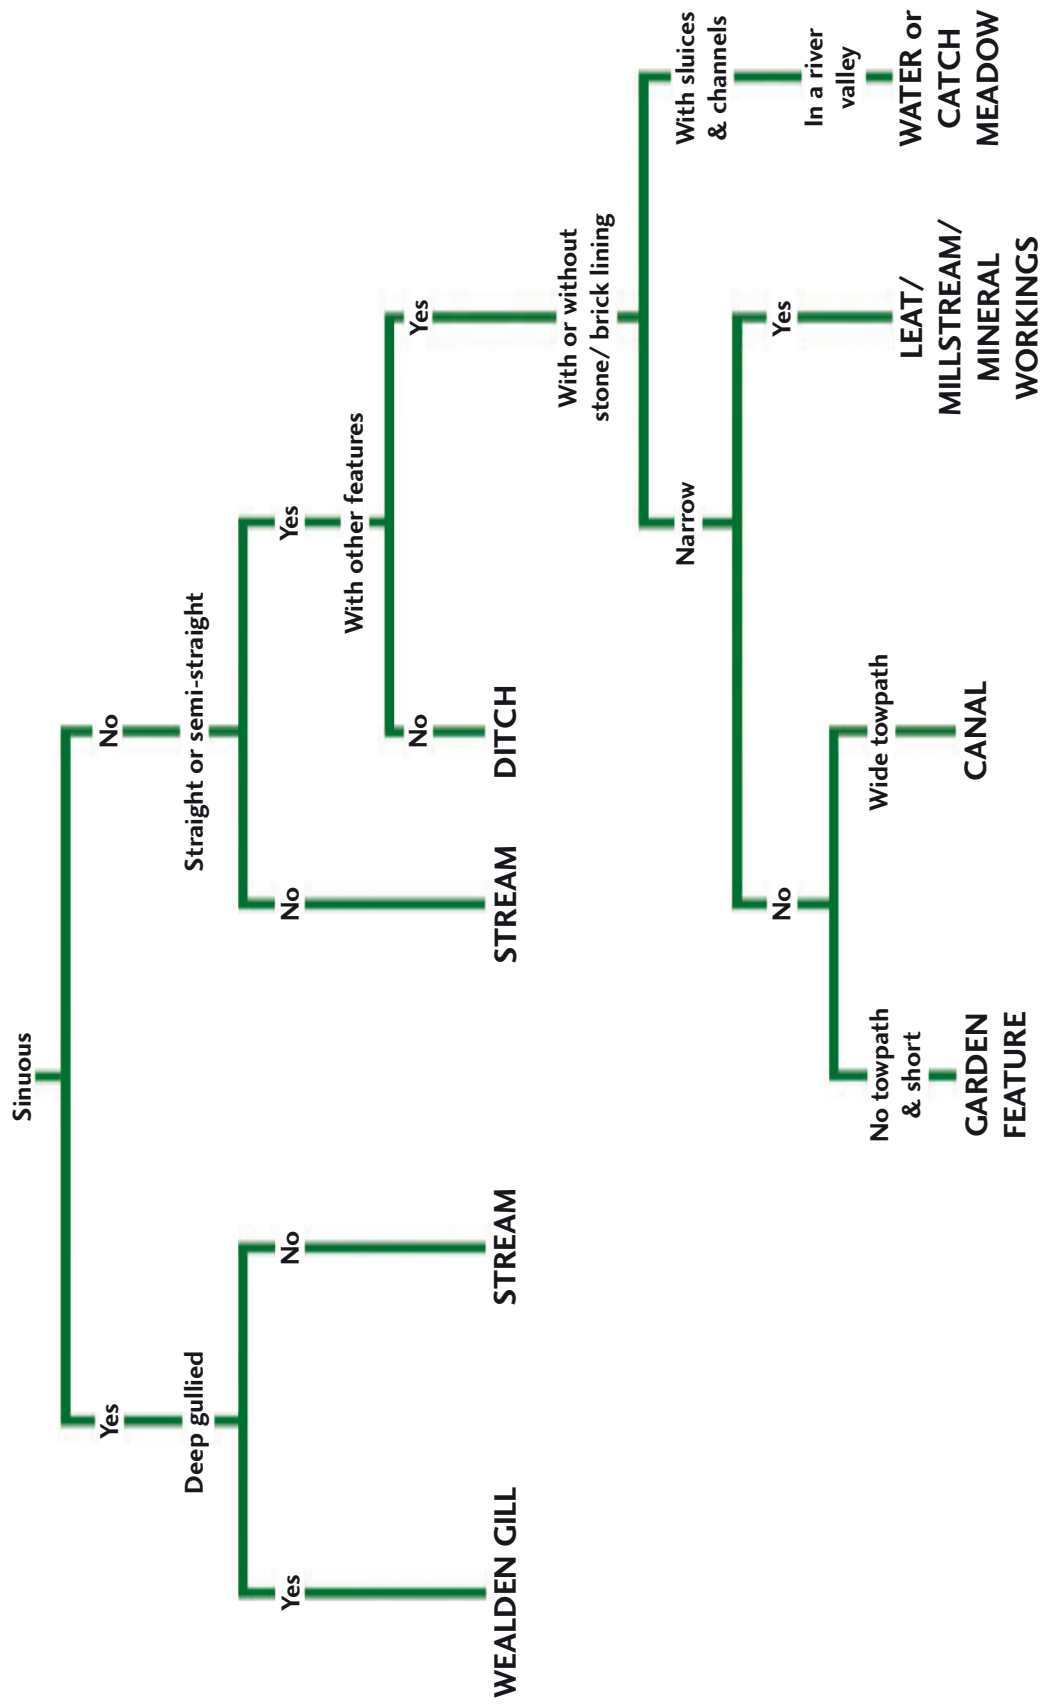 Sinuous
Yes
No
Deep gullied
Straight or semi-straight
Yes
No
No
Yes
With other features
WEALDEN GILL
STREAM
STREAM
No
Yes
DITCH
With or without
stone/ brick lining
Narrow
With sluices
& channels
No
Yes
In a river
valley
No towpath
& short
Wide towpath
LEAT/
MILLSTREAM/
MINERAL
WORKINGS
WATER or
CATCH
MEADOW
GARDEN
FEATURE
CANAL